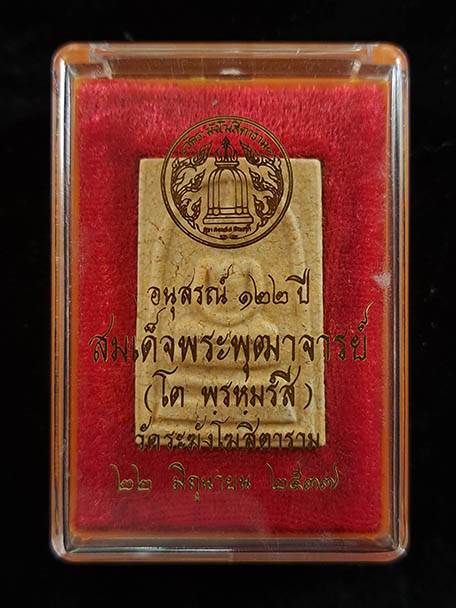 อนุสรณ์ ๑๒๒ ปี
สมเด็จพระพุฒาจารย์
(โต พฺรหฺมรํสี)
วัดระฆังโฆสิตาราม
๒๒ มิถุนายน ๒๕๓๗